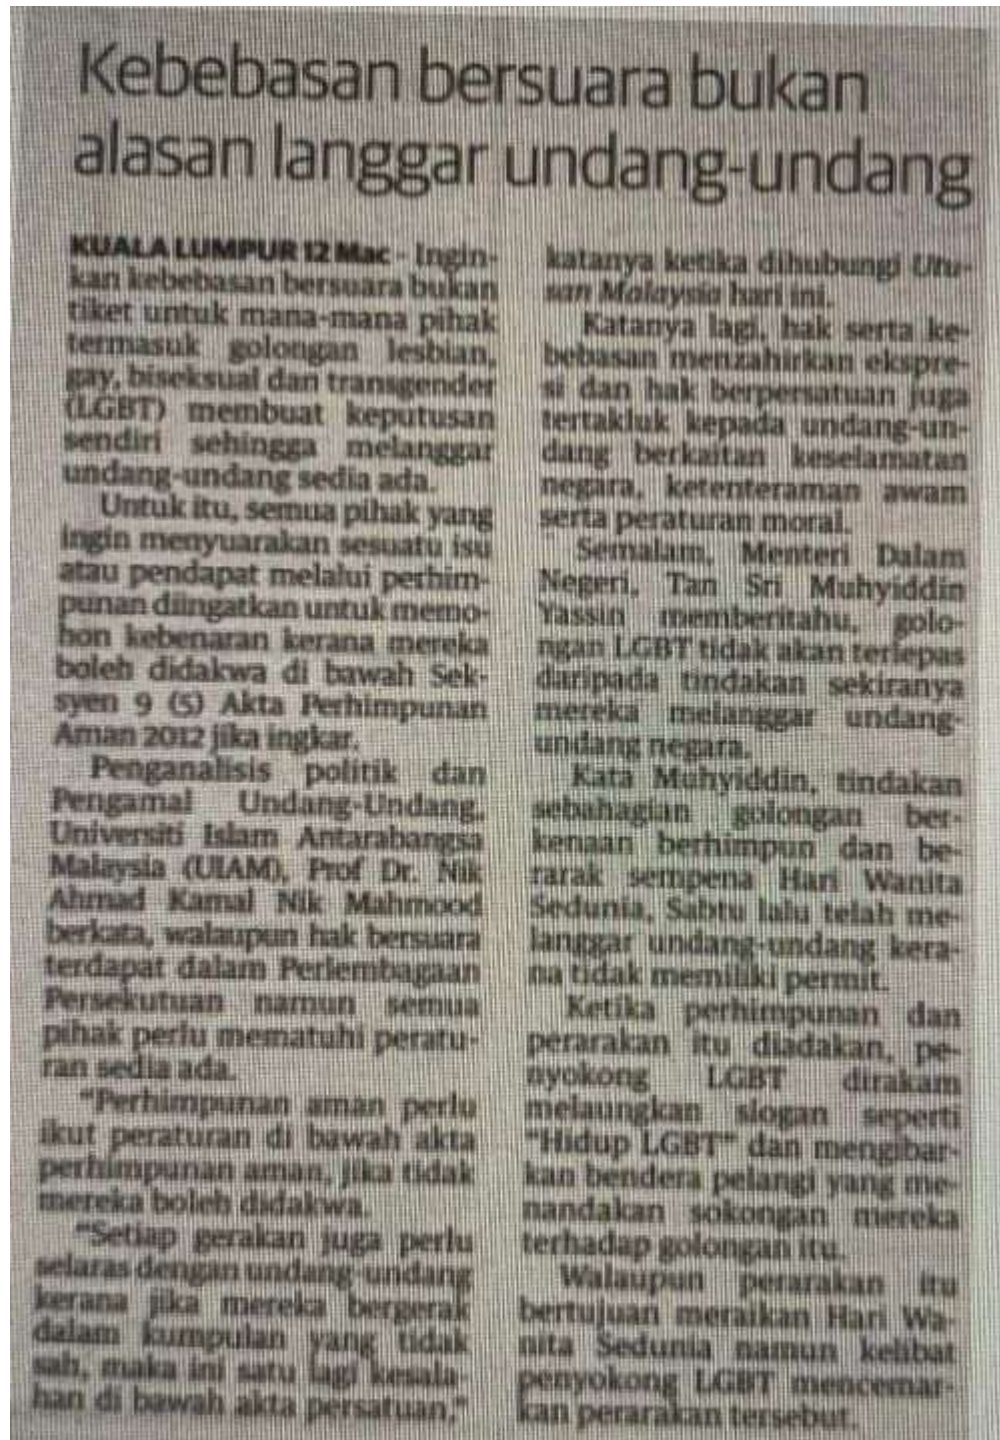 Kebebasan bersuara bukan
alasan langgar undang-undang
KUALA LUMPUR 12 Mac - Ingin-
kan kebebasan bersuara bukan
tiket untuk mana-mana pihak
termasuk golongan lesbian,
gay, biseksual dan transgender
(LGBT) membuat keputusan
sendiri sehingga melanggar
undang-undang sedia ada.
Untuk itu, semua pihak yang
ingin menyuarakan sesuatu isu
atau pendapat melalui perhim-
punan diingatkan untuk memo-
hon kebenaran kerana mereka
boleh didakwa di bawah Sek-
syen 9 (5) Akta Perhimpunan
Aman 2012 jika ingkar.
Penganalisis politik dan
Pengamal Undang-Undang,
Universiti Islam Antarabangsa
Malaysia (UIAM), Prof Dr. Nik
Ahmad Kamal Nik Mahmood
berkata, walaupun hak bersuara
terdapat dalam Perlembagaan
Persekutuan namun semua
pihak perlu mematuhi peratu-
ran sedia ada.
"Perhimpunan aman perlu
ikut peraturan di bawah akta
perhimpunan aman, jika tidak
mereka boleh didakwa.
"Setiap gerakan juga perlu
selaras dengan undang-undang
kerana jika mereka bergerak
dalam kumpulan yang tidak
sah, maka ini satu lagi kesala-
han di bawah akta persatuan,"
katanya ketika dihubungi Utu-
san Malaysia hari ini.
Katanya lagi, hak serta ke-
bebasan menzahirkan ekspre-
si dan hak berpersatuan juga
tertakluk kepada undang-un-
dang berkaitan keselamatan
negara, ketenteraman awam
serta peraturan moral.
Semalam, Menteri Dalam
Negeri, Tan Sri Muhyiddin
Yassin memberitahu, golo-
ngan LGBT tidak akan terlepas
daripada tindakan sekiranya
mereka melanggar undang-
undang negara.
Kata Muhyiddin, tindakan
sebahagian golongan ber-
kenaan berhimpun dan be-
rarak sempena Hari Wanita
Sedunia, Sabtu lalu telah me-
langgar undang-undang kera-
na tidak memiliki permit.
Ketika perhimpunan dan
perarakan itu diadakan, pe-
nyokong LGBT dirakam
melaungkan slogan seperti
"Hidup LGBT" dan mengibar-
kan bendera pelangi yang me-
nandakan sokongan mereka
terhadap golongan itu.
Walaupun perarakan itu
bertujuan meraikan Hari Wa-
nita Sedunia namun kelibat
penyokong LGBT mencemar-
kan perarakan tersebut.